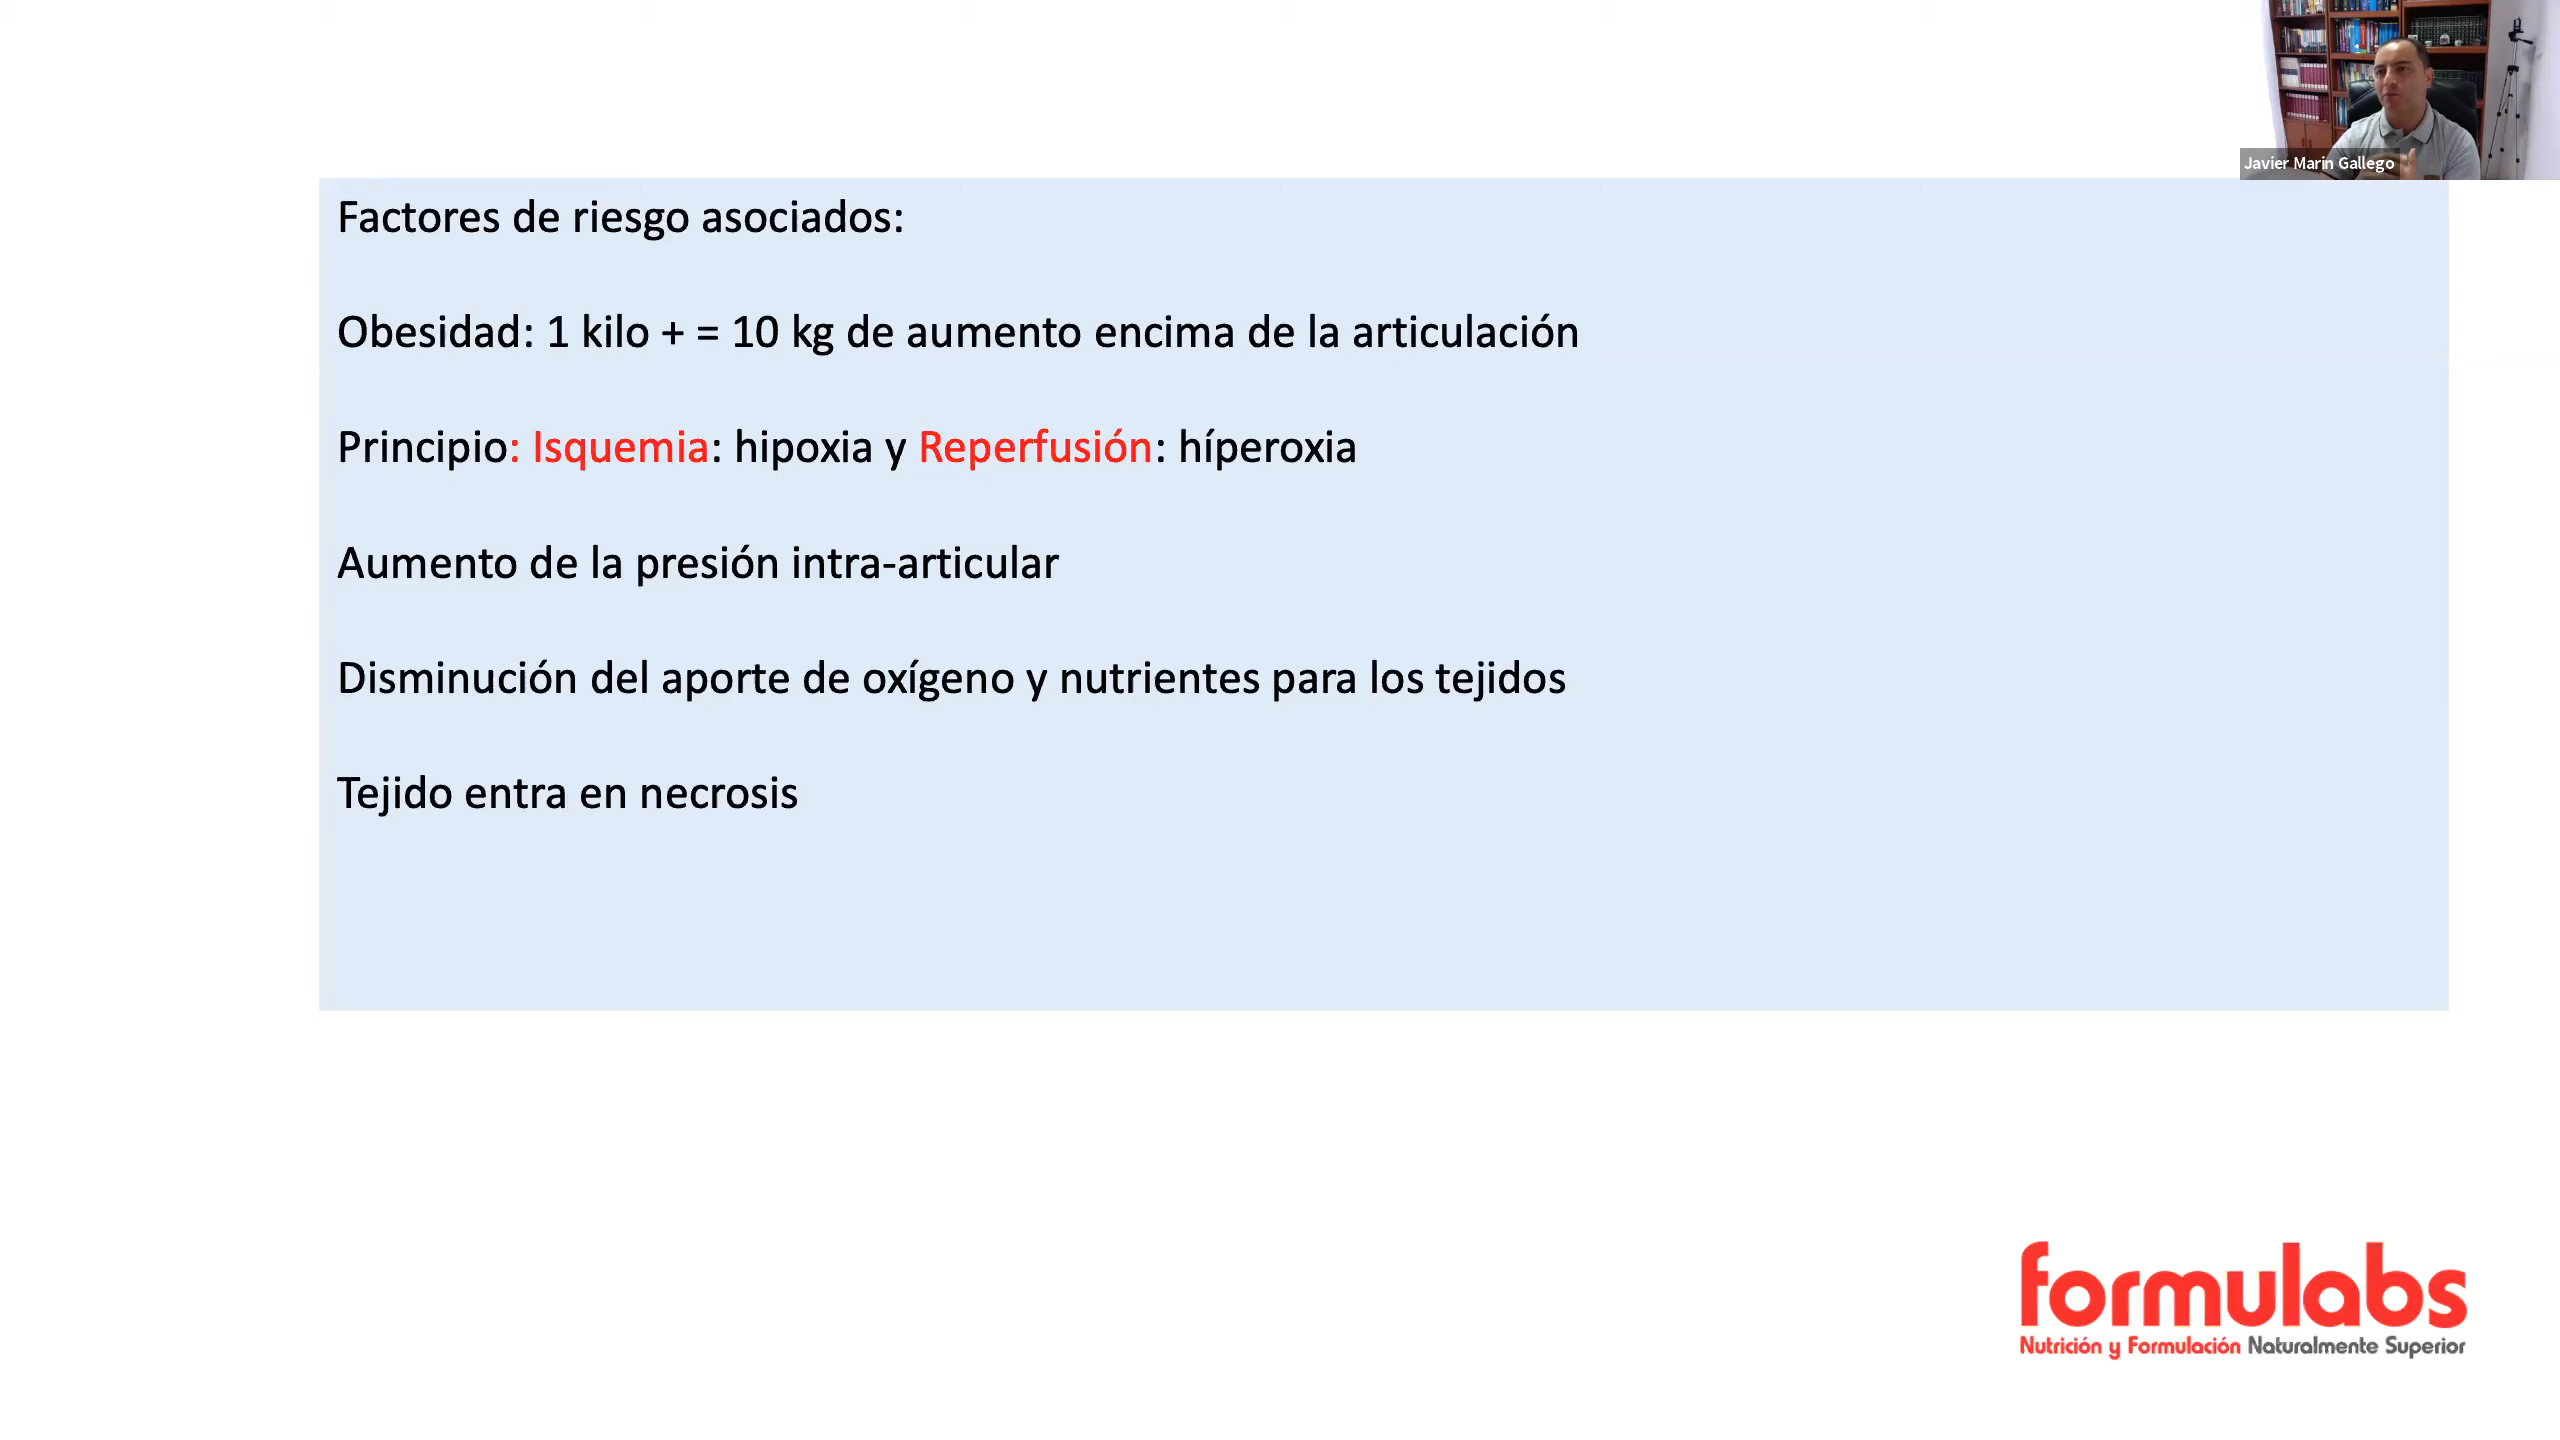 Javier Marin Gallego
Factores de riesgo asociados:
Obesidad: 1 kilo + = 10 kg de aumento encima de la articulación
Principio: Isquemia: hipoxia y Reperfusión: híperoxia
Aumento de la presión intra-articular
Disminución del aporte de oxígeno y nutrientes para los tejidos
Tejido entra en necrosis
formulabs
Nutrición y Formulación Naturalmente Superior